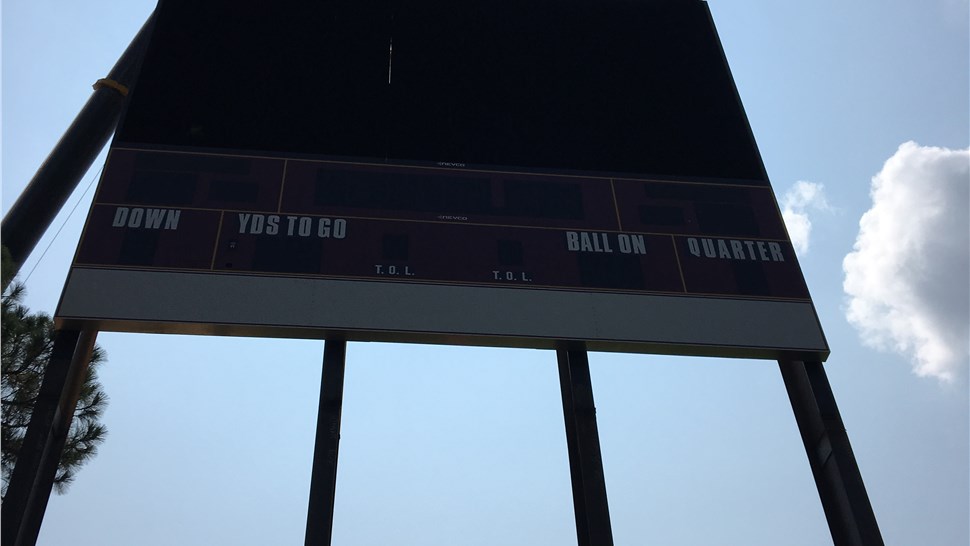 DOWN
YDS TO GO
BALL ON
QUARTER
T. O. L.
T. O. L.